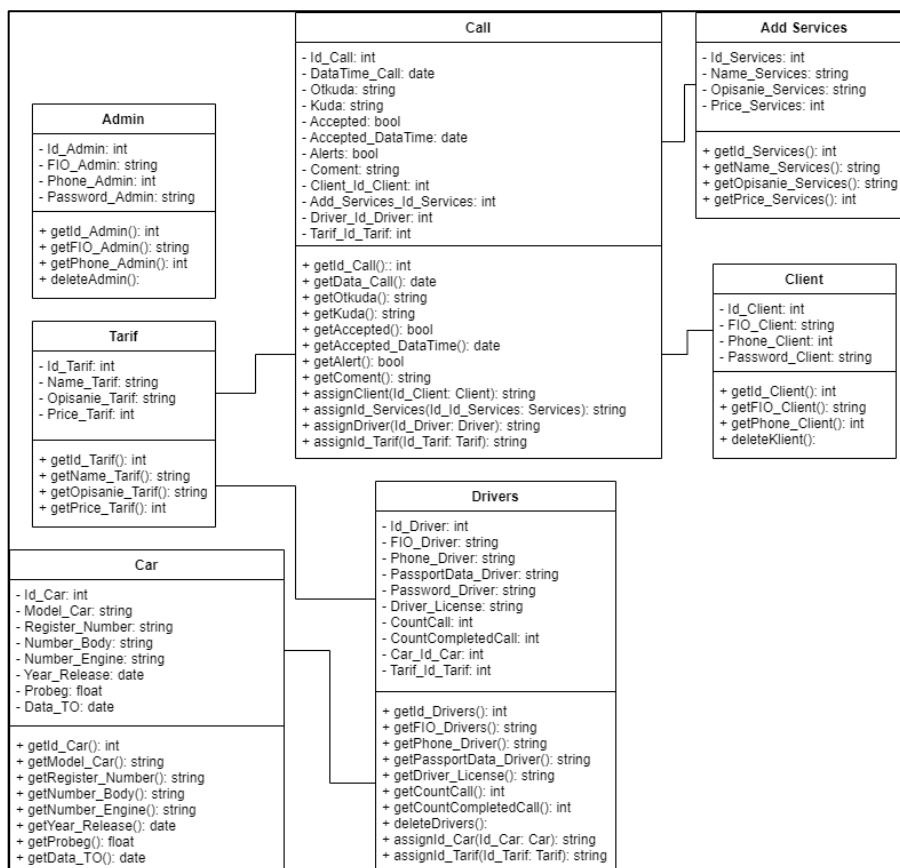 Call
- Id_Call: int
- DataTime_Call: date
- Otkuda: string
- Kuda: string
- Accepted: bool
- Accepted_DataTime: date
- Alerts: bool
- Coment: string
- Client_Id_Client: int
- Add_Services_Id_Services: int
- Driver_Id_Driver: int
- Tarif_Id_Tarif: int
+ getId_Call():: int
+ getData_Call(): date
+ getOtkuda(): string
+ getKuda(): string
+ getAccepted(): bool
+ getAccepted_DataTime(): date
+ getAlert(): bool
+ getComent(): string
+ assignClient(Id_Client: Client): string
+ assignId_Services(Id_Id_Services: Services): string
+ assignDriver(Id_Driver: Driver): string
+ assignId_Tarif(Id_Tarif: Tarif): string
Add Services
- Id_Services: int
- Name_Services: string
- Opisanie_Services: string
- Price_Services: int
+ getId_Services(): int
+ getName_Services(): string
+ getOpisanie_Services(): string
+ getPrice_Services(): int
Admin
- Id_Admin: int
- FIO_Admin: string
- Phone_Admin: int
- Password_Admin: string
+ getId_Admin(): int
+ getFIO_Admin(): string
+ getPhone_Admin(): int
+ deleteAdmin():
Client
- Id_Client: int
- FIO_Client: string
- Phone_Client: int
- Password_Client: string
+ getId_Client(): int
+ getFIO_Client(): string
+ getPhone_Client(): int
+ deleteKlient():
Tarif
- Id_Tarif: int
- Name_Tarif: string
- Opisanie_Tarif: string
- Price_Tarif: int
+ getId_Tarif(): int
+ getName_Tarif(): string
+ getOpisanie_Tarif(): string
+ getPrice_Tarif(): int
Drivers
- Id_Driver: int
- FIO_Driver: string
- Phone_Driver: string
- PassportData_Driver: string
- Password_Driver: string
- Driver_License: string
- CountCall: int
- CountCompletedCall: int
- Car_Id_Car: int
- Tarif_Id_Tarif: int
+ getId_Drivers(): int
+ getFIO_Drivers(): string
+ getPhone_Driver(): string
+ getPassportData_Driver(): string
+ getDriver_License(): string
+ getCountCall(): int
+ getCountCompletedCall(): int
+ deleteDrivers():
+ assignId_Car(Id_Car: Car): string
+ assignId_Tarif(Id_Tarif: Tarif): string
Car
- Id_Car: int
- Model_Car: string
- Register_Number: string
- Number_Body: string
- Number_Engine: string
- Year_Release: date
- Probeg: float
- Data_TO: date
+ getId_Car(): int
+ getModel_Car(): string
+ getRegister_Number(): string
+ getNumber_Body(): string
+ getNumber_Engine(): string
+ getYear_Release(): date
+ getProbeg(): float
+ getData_TO(): date